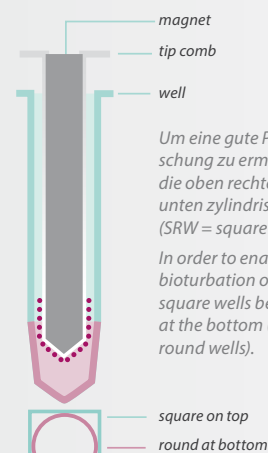 magnet
tip comb
well
Um eine gute
schung zu erm
die oben rechte
unten zylindris
(SRW = square
In order to ena
bioturbation o
square wells be
at the bottom
round wells).
square on top
round at bottom